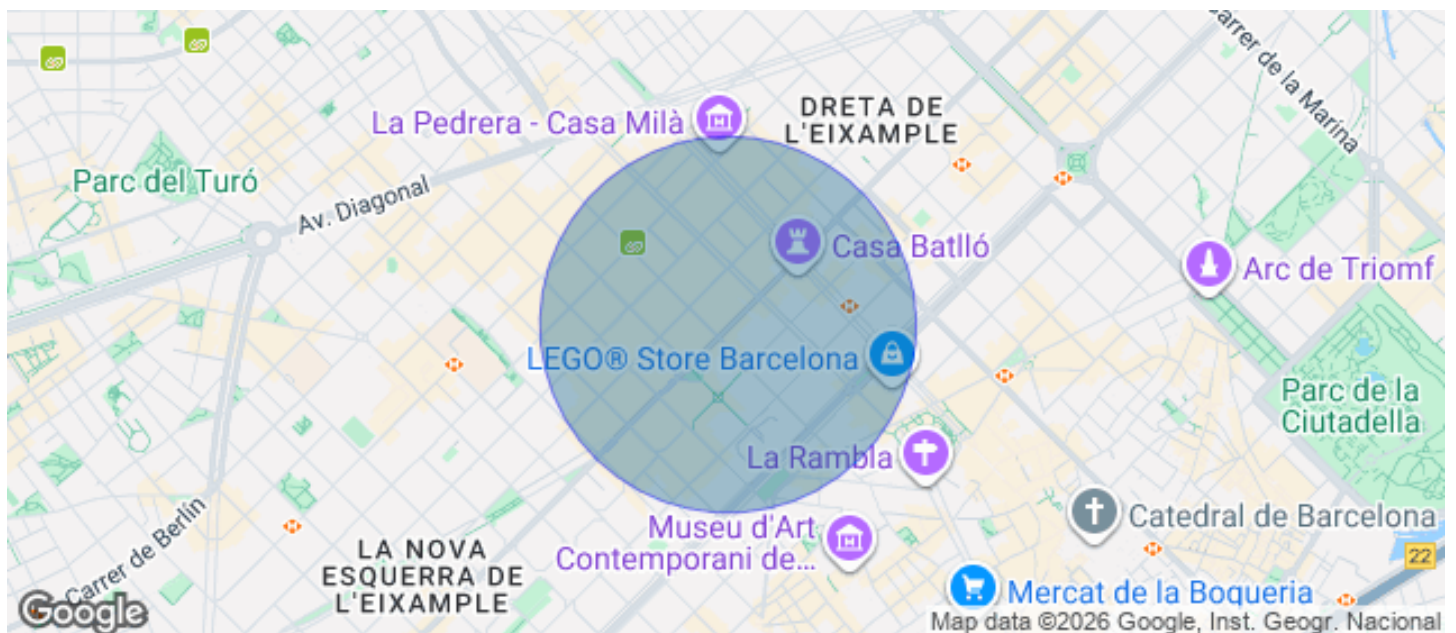 Carrer de la Marina
DRETA DE
L'EIXAMPLE
La Pedrera - Casa Milà
Parc del Turó
Av. Diagonal
Casa Batlló
Arc de Triomf
LEGO® Store Barcelona
Parc de la
Ciutadella
La Rambla
Museu d'Art
Contemporani de...
Catedral de Barcelona
Carrer de Berlín
LA NOVA
ESQUERRA DE
L'EIXAMPLE
22
Mercat de la Boqueria
Google
Map data ©2026 Google, Inst. Geogr. Nacional